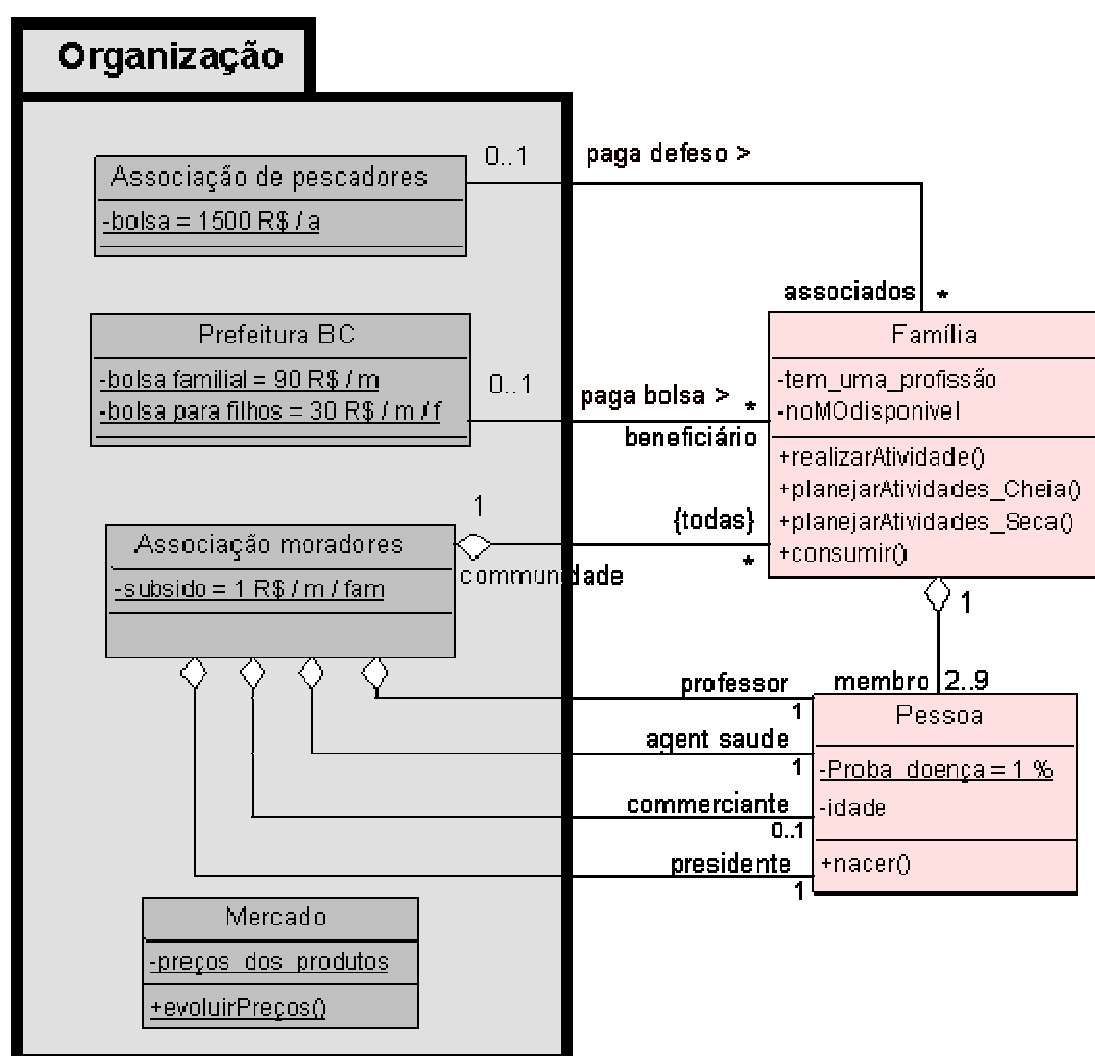 Organização
0..1
paga defeso >
Associação de pescadores
-bolsa = 1500 R$ / a
associados *
Prefeitura BC
-bolsa familial = 90 R$ / m
-bolsa para filhos = 30 R$ / m / f
0..1
paga bolsa > *
beneficiário
Família
-tem_uma_profissão
-noMOdisponivel
+realizarAtividade()
+planejarAtividades_Cheia()
+planejarAtividades_Seca()
+consumir()
1
{todas}
*
communidade
Associação moradores
-subsido = 1 R$ / m / fam
1
membro 2..9
professor
1
agent saude
1
commerciante
0..1
presidente
1
Pessoa
-Proba_doença = 1 %
-idade
+nacer()
Mercado
-preços_dos_produtos
+evoluirPreços()